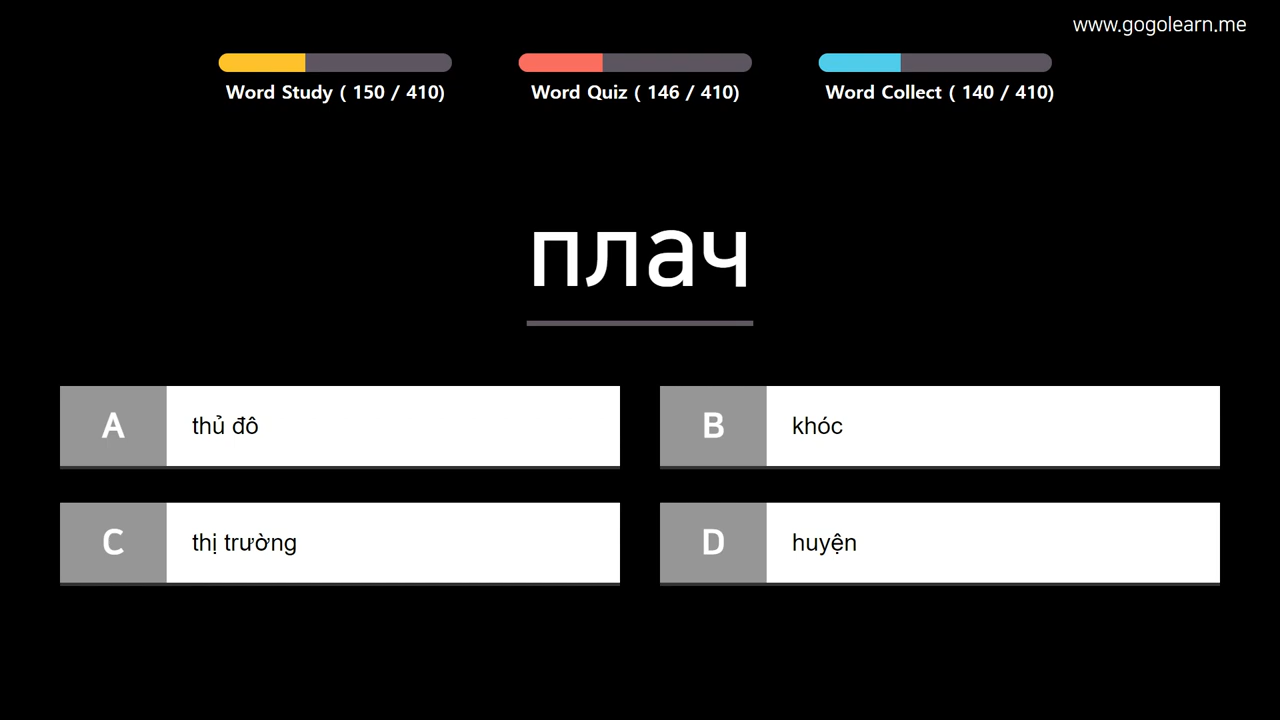 www.gogolearn.me
Word Study ( 150 / 410)
Word Quiz ( 146 / 410)
Word Collect ( 140 / 410)
плач
A thủ đô
B khóc
C thị trường
D huyện